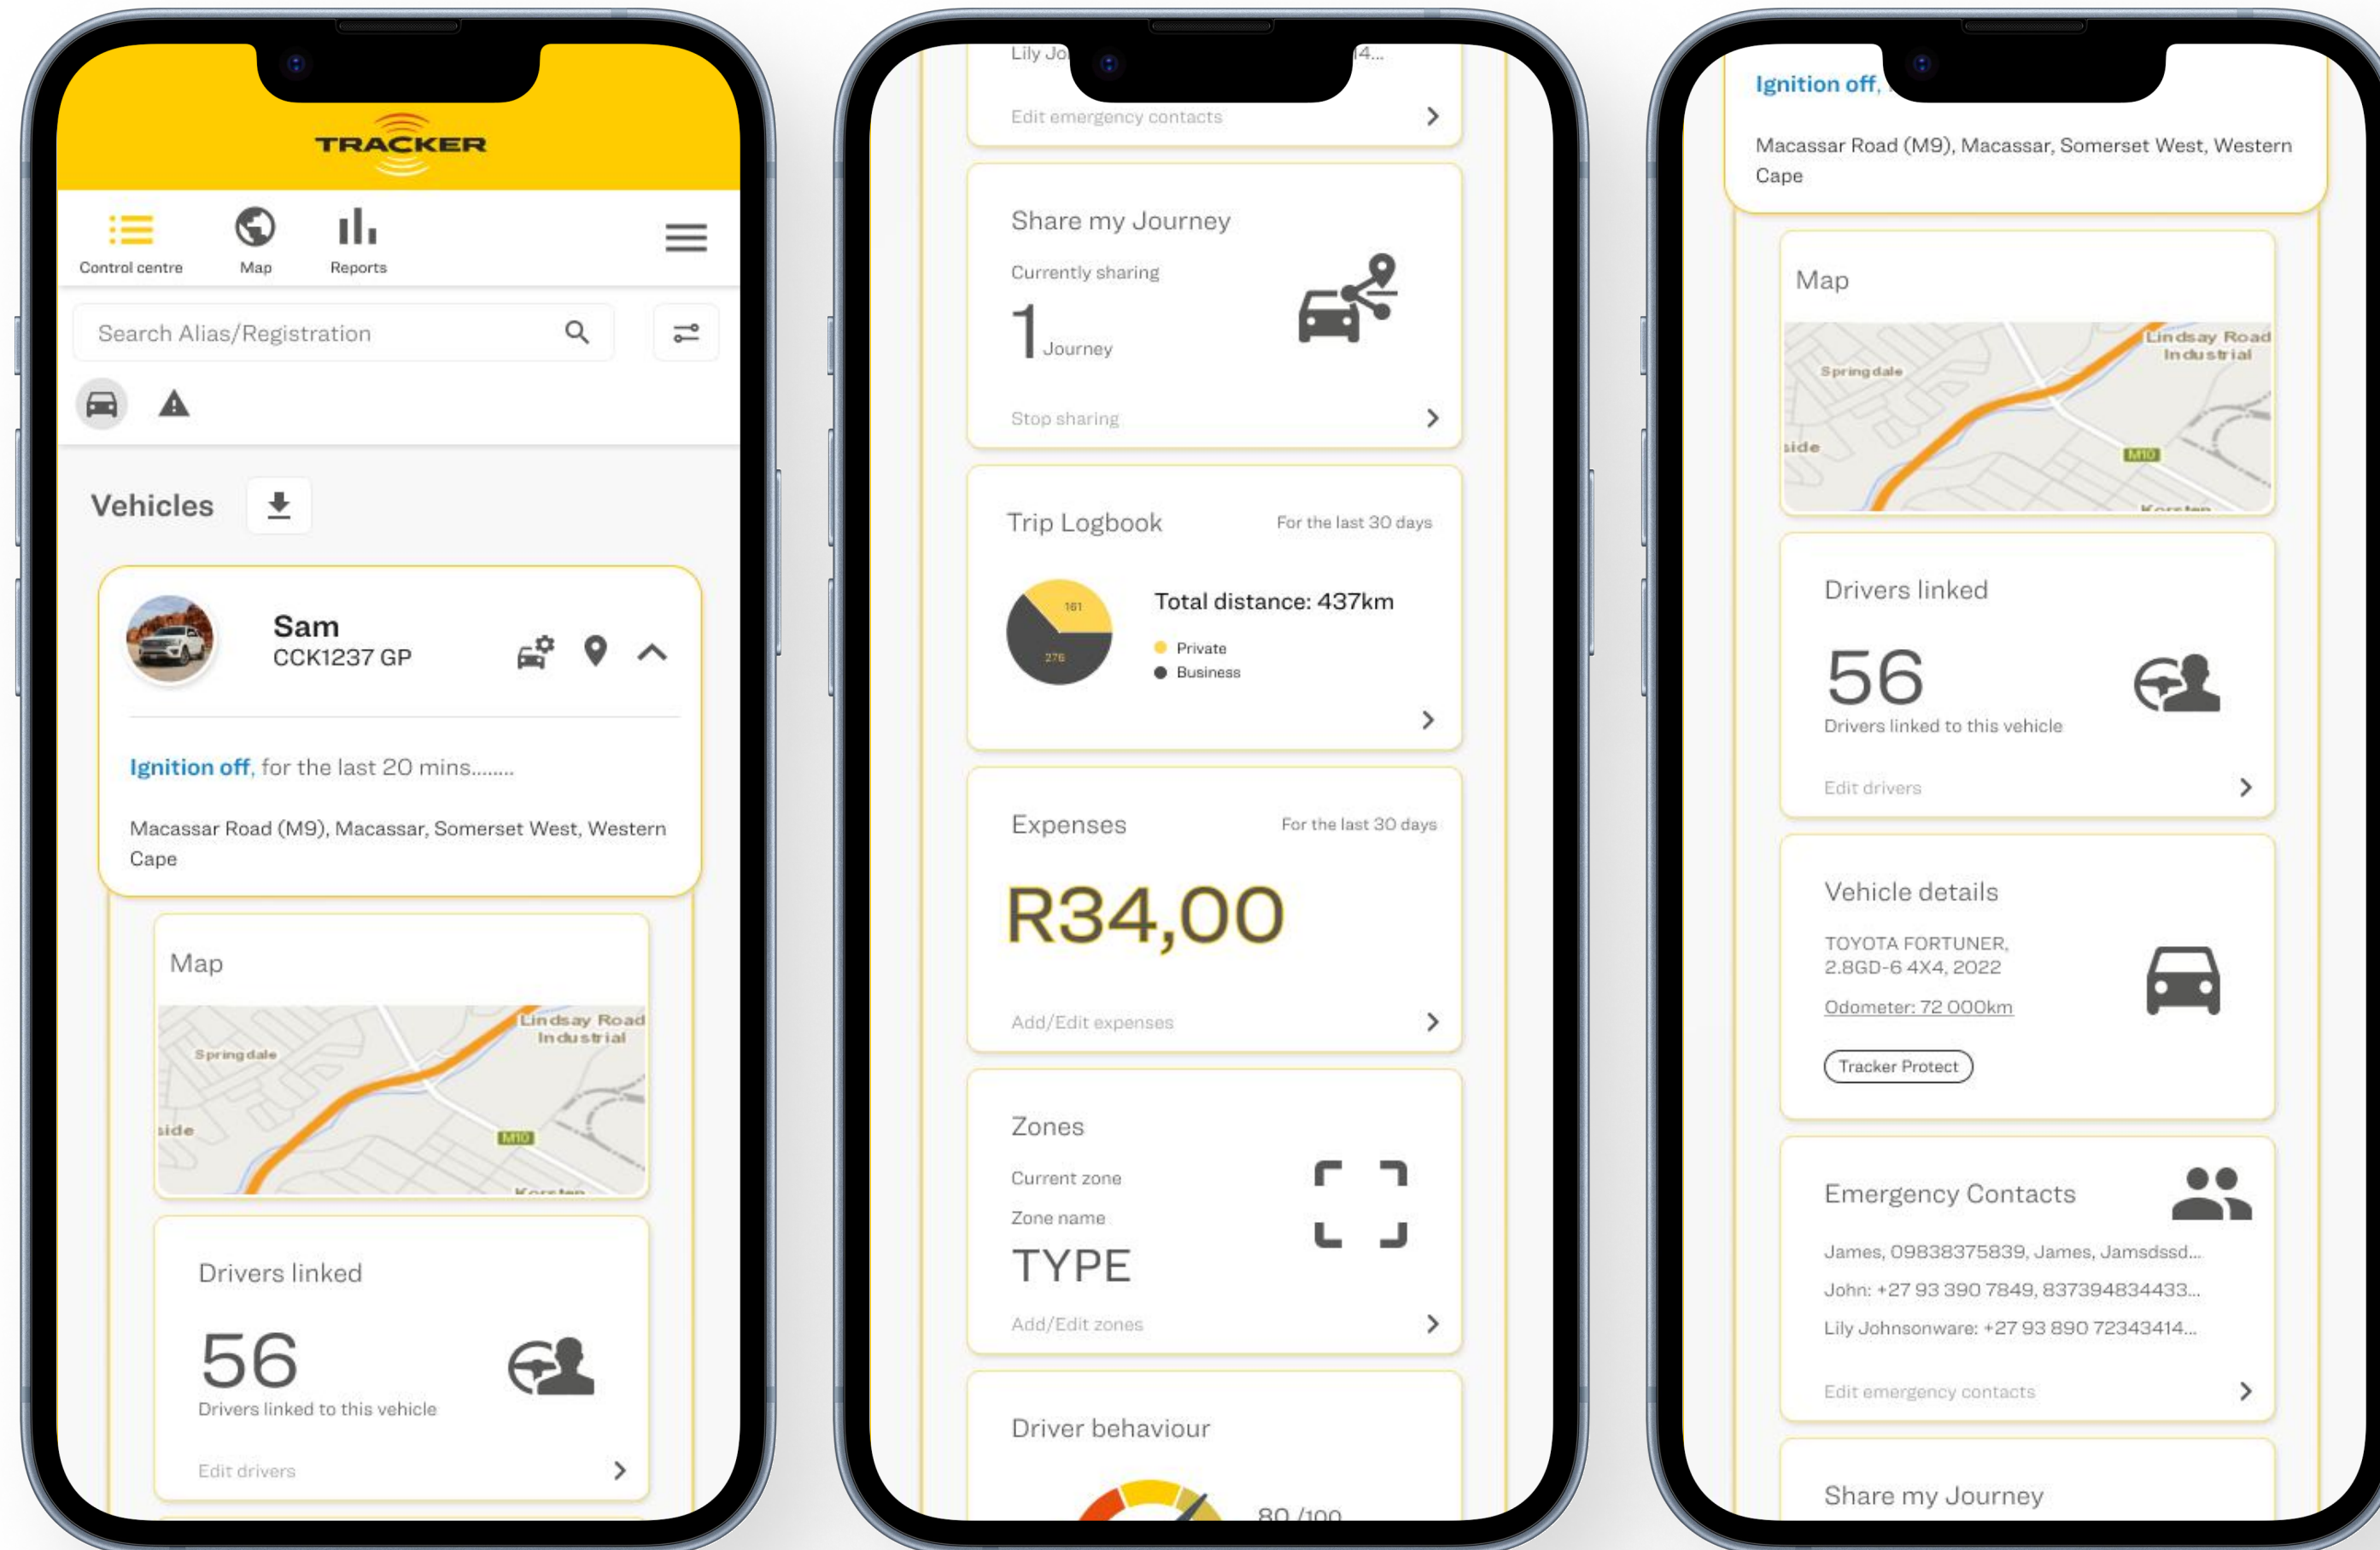 TRACKER
Control centre
Map
Reports
Search Alias/Registration
Vehicles
Sam
CCK1237 GP
Ignition off, for the last 20 mins........
Macassar Road (M9), Macassar, Somerset West, Western
Cape
Map
Lindsay Road
Industrial
Springdale
side
M10
Korsten
Drivers linked
56
Drivers linked to this vehicle
Edit drivers
Lily Jo
14...
Edit emergency contacts
Share my Journey
Currently sharing
1 Journey
Stop sharing
Trip Logbook
For the last 30 days
161
276
Total distance: 437km
Private
Business
Expenses
For the last 30 days
R34,00
Add/Edit expenses
Zones
Current zone
Zone name
TYPE
Add/Edit zones
Driver behaviour
80 /100
Ignition off,
Macassar Road (M9), Macassar, Somerset West, Western
Cape
Map
Lindsay Road
Industrial
Springdale
side
M10
Korsten
Drivers linked
56
Drivers linked to this vehicle
Edit drivers
Vehicle details
TOYOTA FORTUNER,
2.8GD-6 4X4, 2022
Odometer: 72 000km
Tracker Protect
Emergency Contacts
James, 09838375839, James, Jamsdssd...
John: +27 93 390 7849, 837394834433...
Lily Johnsonware: +27 93 890 72343414...
Edit emergency contacts
Share my Journey